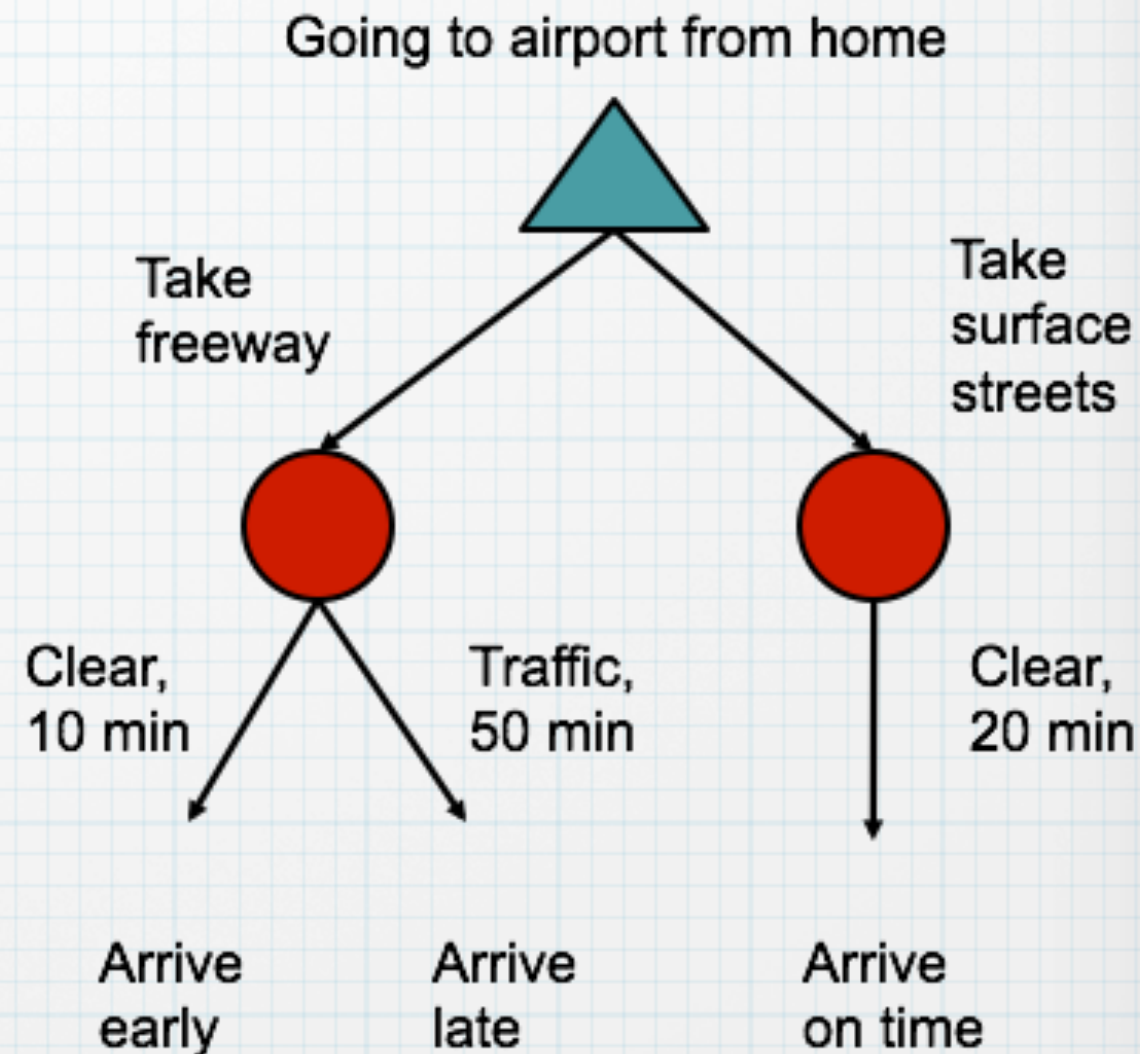 Going to airport from home
Take
freeway
Take
surface
streets
Clear,
10 min
Traffic,
50 min
Clear,
20 min
Arrive
early
Arrive
late
Arrive
on time